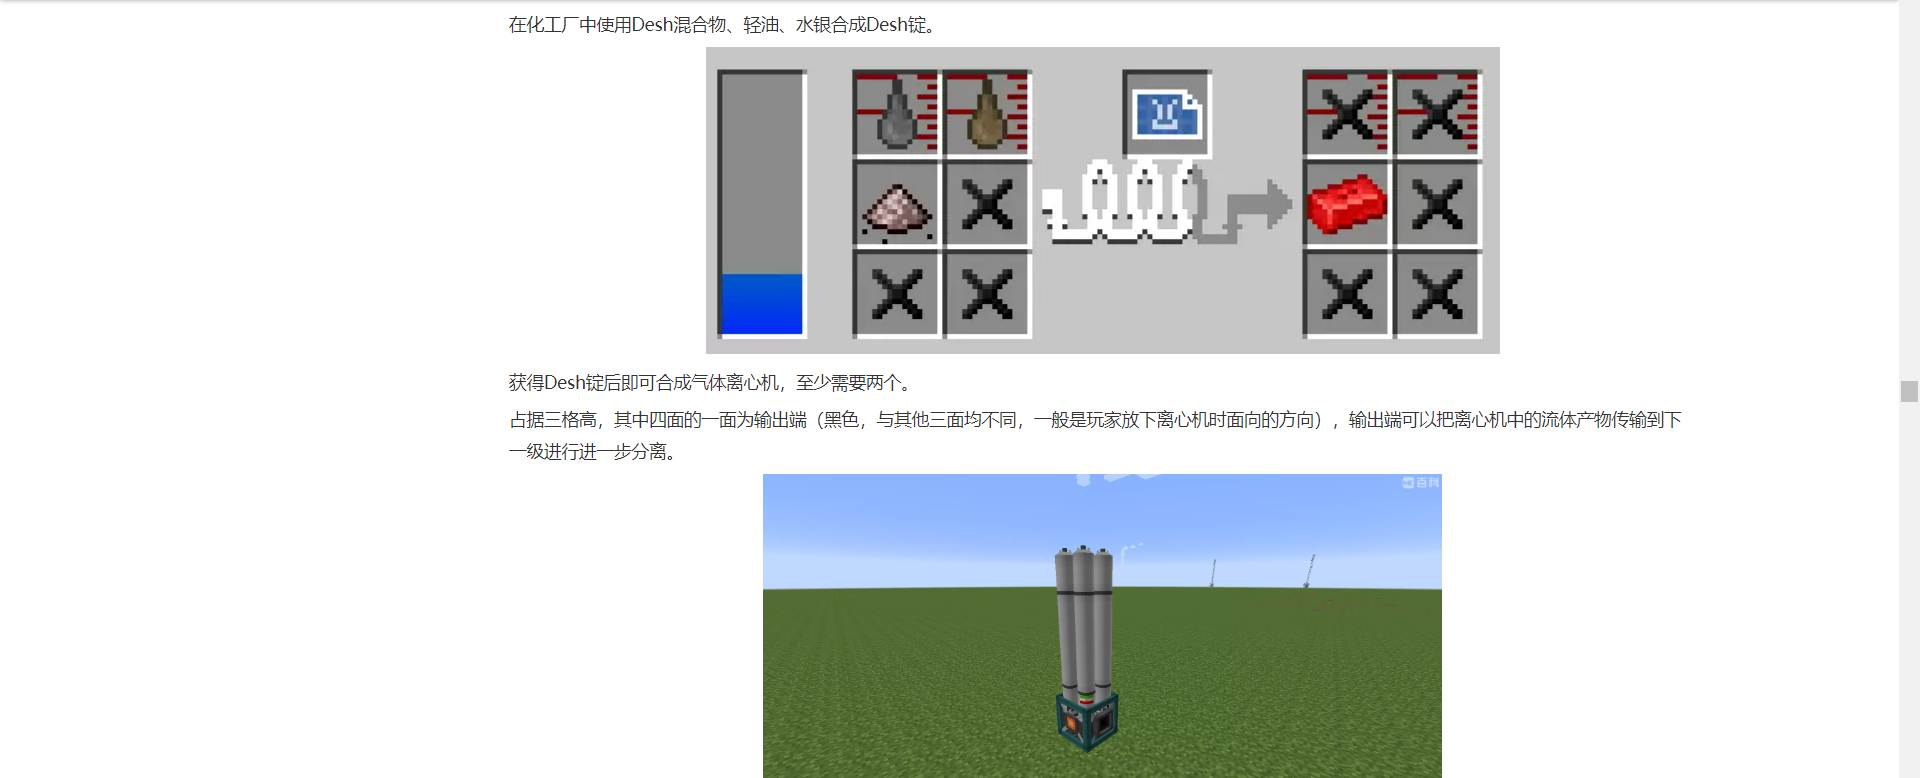 在化工厂中使用Desh混合物、轻油、水银合成Desh锭。
获得Desh锭后即可合成气体离心机，至少需要两个。
占据三格高，其中四面的一面为输出端（黑色，与其他三面均不同，一般是玩家放下离心机时面向的方向），输出端可以把离心机中的流体产物传输到下
一级进行进一步分离。
MC百科